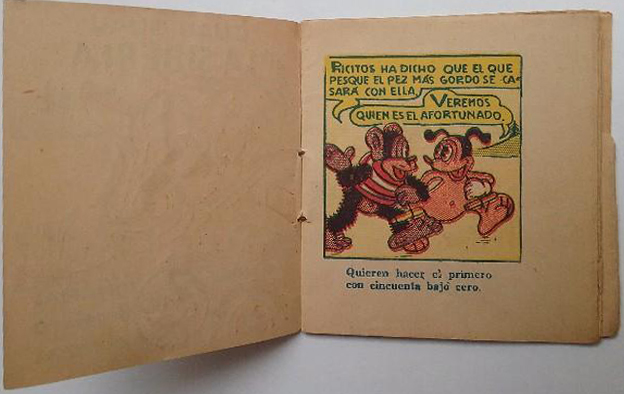 RICITOS HA DICHO QUE EL QUE
PESQUE EL PEZ MÁS GORDO SE CA-
SARÁ CON ELLA,
VEREMOS
QUIEN ES EL AFORTUNADO,
Quieren hacer el primero
con cincuenta bajo cero.